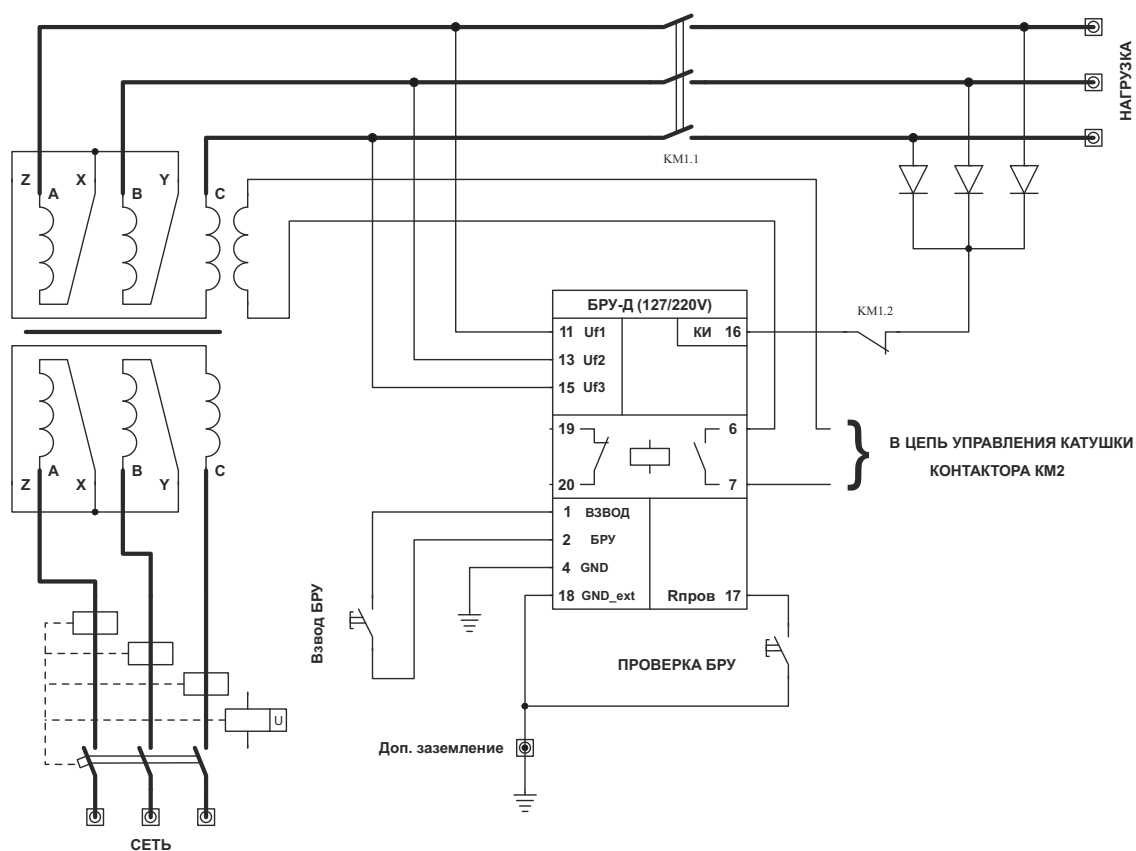 НАГРУЗКА
KM1.1
Z
A
X
B
Y
C
БРУ-Д (127/220V)
KM1.2
11 Uf1
КИ 16
13 Uf2
15 Uf3
19
6
В ЦЕПЬ УПРАВЛЕНИЯ КАТУШКИ
КОНТАКТОРА КМ2
20
7
Z
A
X
B
Y
C
1 ВЗВОД
2 БРУ
4 GND
18 GND_ext
Rпров 17
Взвод БРУ
ПРОВЕРКА БРУ
U
Доп. заземление
СЕТЬ